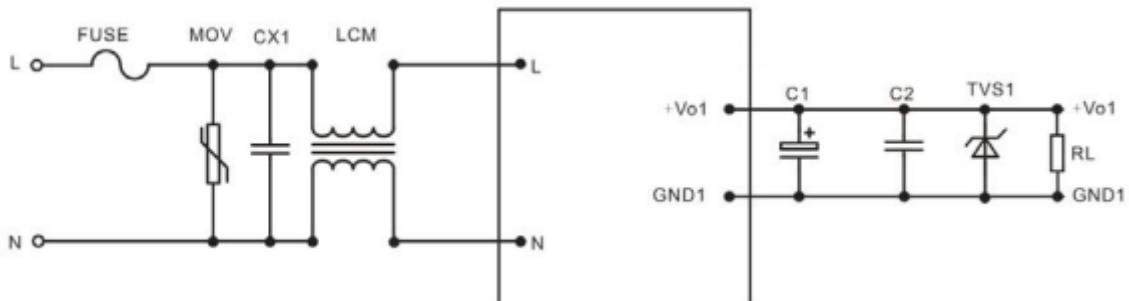 FUSE MOV CX1 LCM
L L
C1 C2 TVS1
+Vo1 +Vo1
+
RL
GND1 GND1
N N